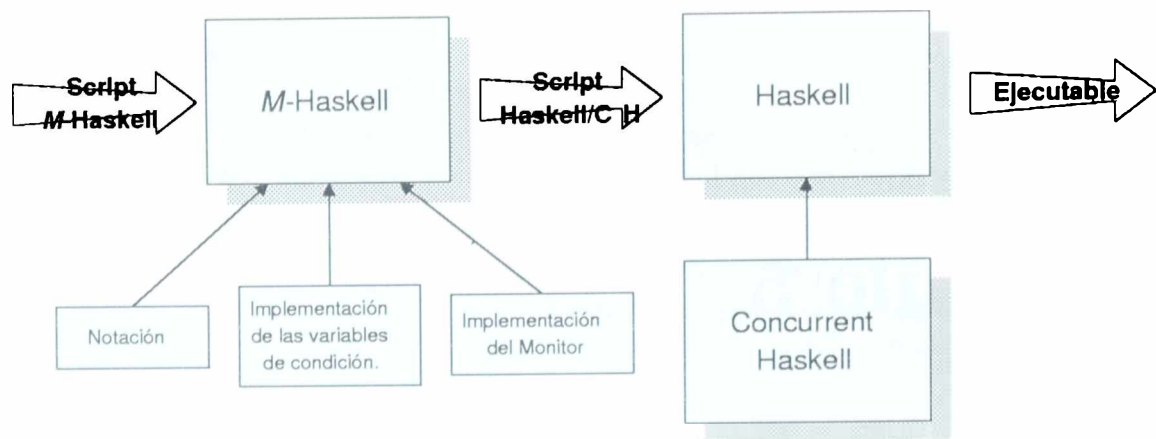 Script
M-Haskell
M-Haskell
Script
Haskell/C H
Haskell
Ejecutable
Notación
Implementación
de las variables
de condición.
Implementación
del Monitor
Concurrent
Haskell